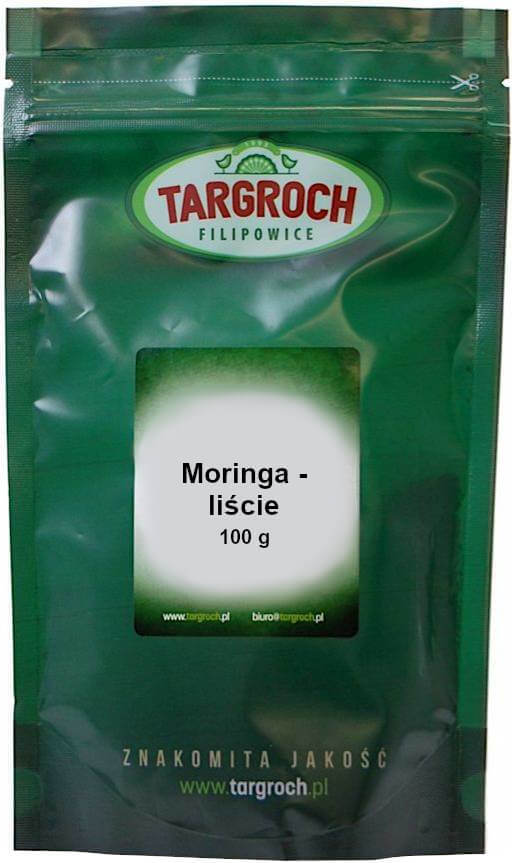 TARGROCH
FILIPOWICE
Moringa -
liście
100 g
www.targroch.pl biuro@targroch.pl
ZNAKOMITA JAKOŚĆ
www.targroch.pl